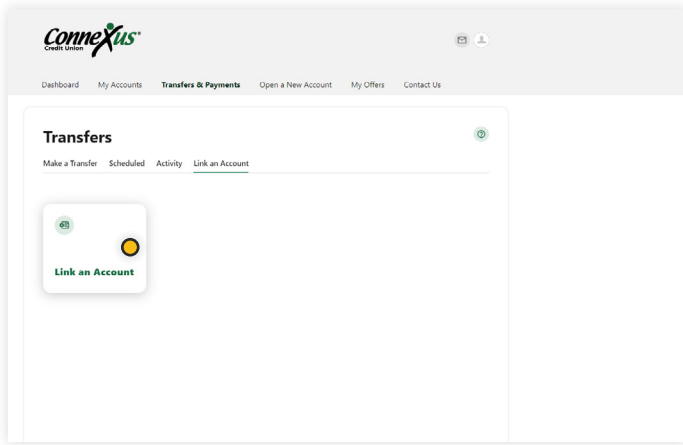 Connexus
Credit Union
Dashboard My Accounts Transfers & Payments Open a New Account My Offers Contact Us
Transfers
Make a Transfer Scheduled Activity Link an Account
Link an Account